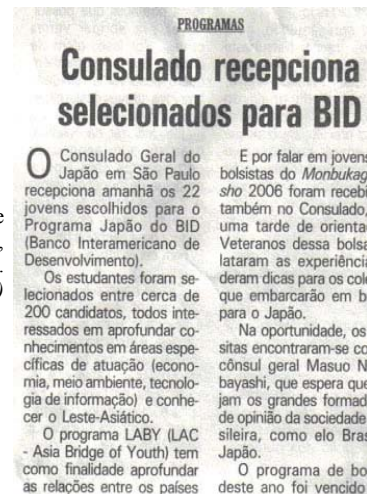 PROGRAMAS
Consulado recepciona
selecionados para BID
O Consulado Geral do
Japão em São Paulo
recepciona amanhã os 22
jovens escolhidos para o
Programa Japão do BID
(Banco Interamericano de
Desenvolvimento).
Os estudantes foram se-
lecionados entre cerca de
200 candidatos, todos inte-
ressados em aprofundar co-
nhecimentos em áreas espe-
cíficas de atuação (econo-
mia, meio ambiente, tecnolo-
gia de informação) e conhe-
cer o Leste-Asiático.
O programa LABY (LAC
- Asia Bridge of Youth) tem
como finalidade aprofundar
as relações entre os países
E por falar em jovens
bolsistas do Monbukag
sho 2006 foram recebi
também no Consulado,
uma tarde de orienta
Veteranos dessa bolsa
lataram as experiência
deram dicas para os cole
que embarcarão em b
para o Japão.
Na oportunidade, os
sitas encontraram-se co
cônsul geral Masuo N
bayashi, que espera que
jam os grandes formad
de opinião da sociedade
sileira, como elo Bras
Japão.
O programa de bo
deste ano foi vencido